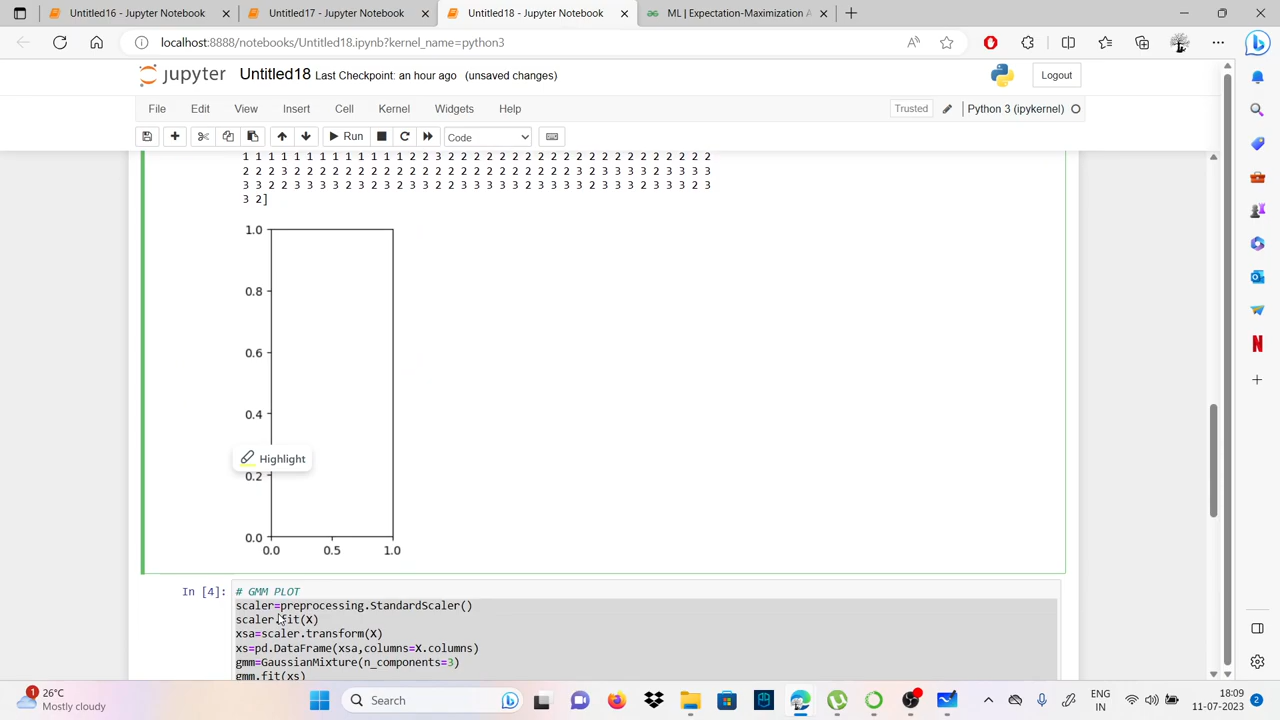 Untitled16 - Jupyter Notebook
Untitled17 - Jupyter Notebook
Untitled18 - Jupyter Notebook
ML | Expectation-Maximization A
localhost:8888/notebooks/Untitled18.ipynb?kernel_name=python3
jupyter Untitled18 Last Checkpoint: an hour ago (unsaved changes)
Logout
File Edit View Insert Cell Kernel Widgets Help
Trusted
Python 3 (ipykernel)
Run
Code
1 1 1 1 1 1 1 1 1 1 1 1 1 2 2 3 2 2 2 2 2 2 2 2 2 2 2 2 2 2 2 2 2 2 2 2 2
2 2 2 3 2 2 2 2 2 2 2 2 2 2 2 2 2 2 2 2 2 2 2 2 2 2 2 2 2 2 2 2 2 3 3 3 3
3 3 2 2 3 3 3 3 2 3 2 3 2 3 3 2 2 3 3 3 3 3 2 3 3 3 3 2 3 3 3 2 3 3 3 2 3
3 2]
1.0
0.8
0.6
0.4
Highlight
0.2
0.0
0.0 0.5 1.0
In [4]:
# GMM PLOT
scaler=preprocessing.StandardScaler()
scaler.fit(X)
xsa=scaler.transform(X)
xs=pd.DataFrame(xsa,columns=X.columns)
gmm=GaussianMixture(n_components=3)
gmm.fit(xs)
1
26°C
Mostly cloudy
Search
ENG
IN
18:09
11-07-2023
2